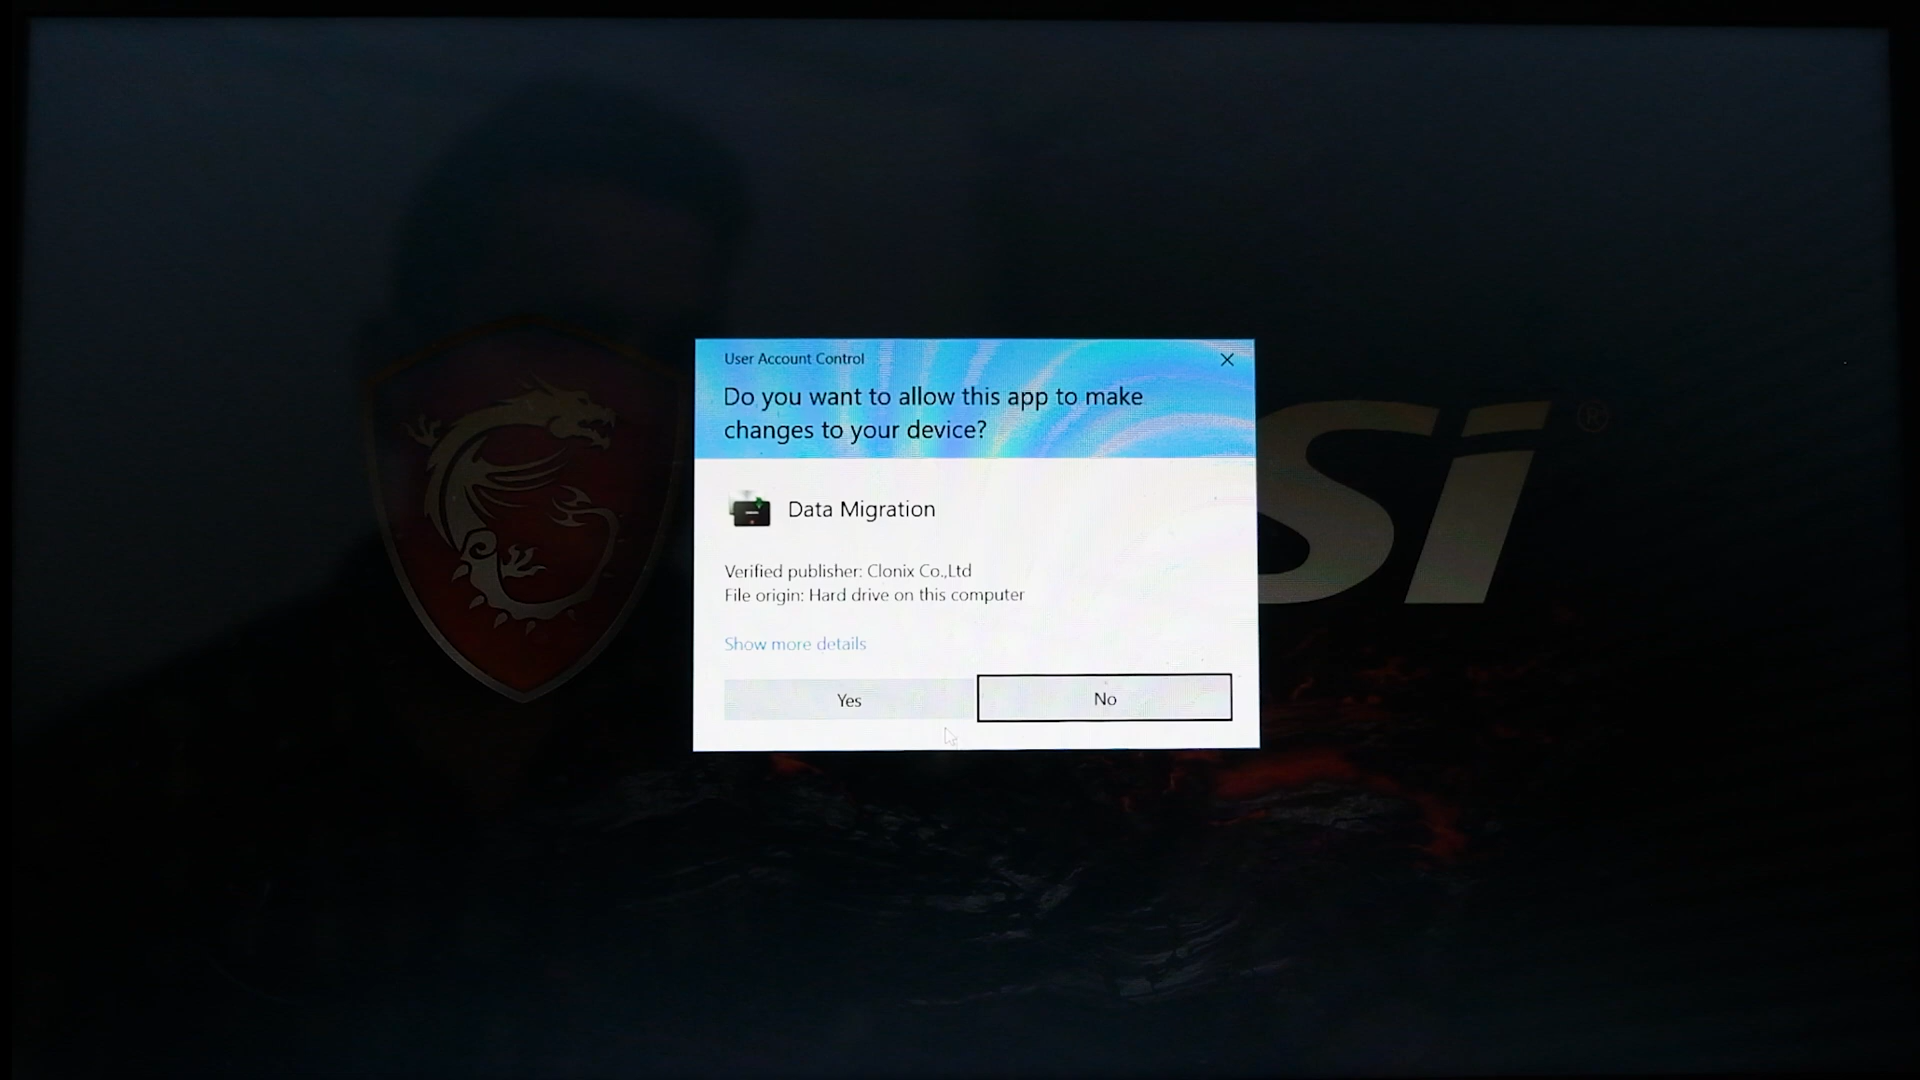 User Account Control
Do you want to allow this app to make
changes to your device?
Data Migration
Verified publisher: Clonix Co.,Ltd
File origin: Hard drive on this computer
Show more details
Yes
No
si ®